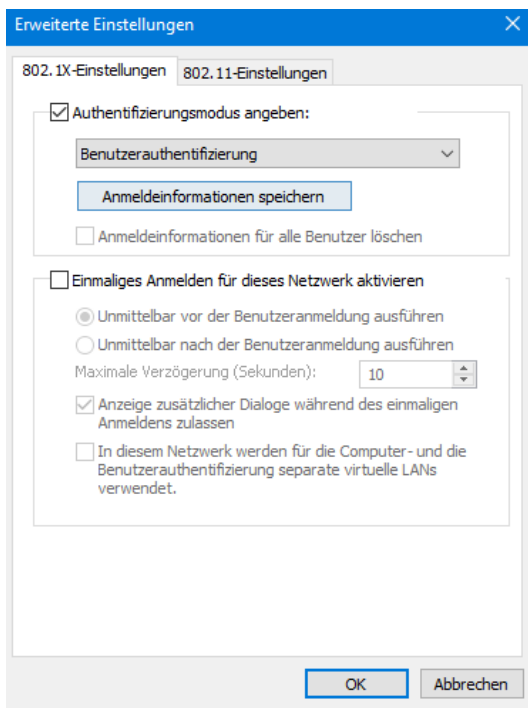 Erweiterte Einstellungen
802.1X-Einstellungen 802.11-Einstellungen
Authentifizierungsmodus angeben:
Benutzerauthentifizierung
Anmeldeinformationen speichern
Anmeldeinformationen für alle Benutzer löschen
Einmaliges Anmelden für dieses Netzwerk aktivieren
Unmittelbar vor der Benutzeranmeldung ausführen
Unmittelbar nach der Benutzeranmeldung ausführen
Maximale Verzögerung (Sekunden): 10
Anzeige zusätzlicher Dialoge während des einmaligen
Anmeldens zulassen
In diesem Netzwerk werden für die Computer- und die
Benutzerauthentifizierung separate virtuelle LANs
verwendet.
OK Abbrechen